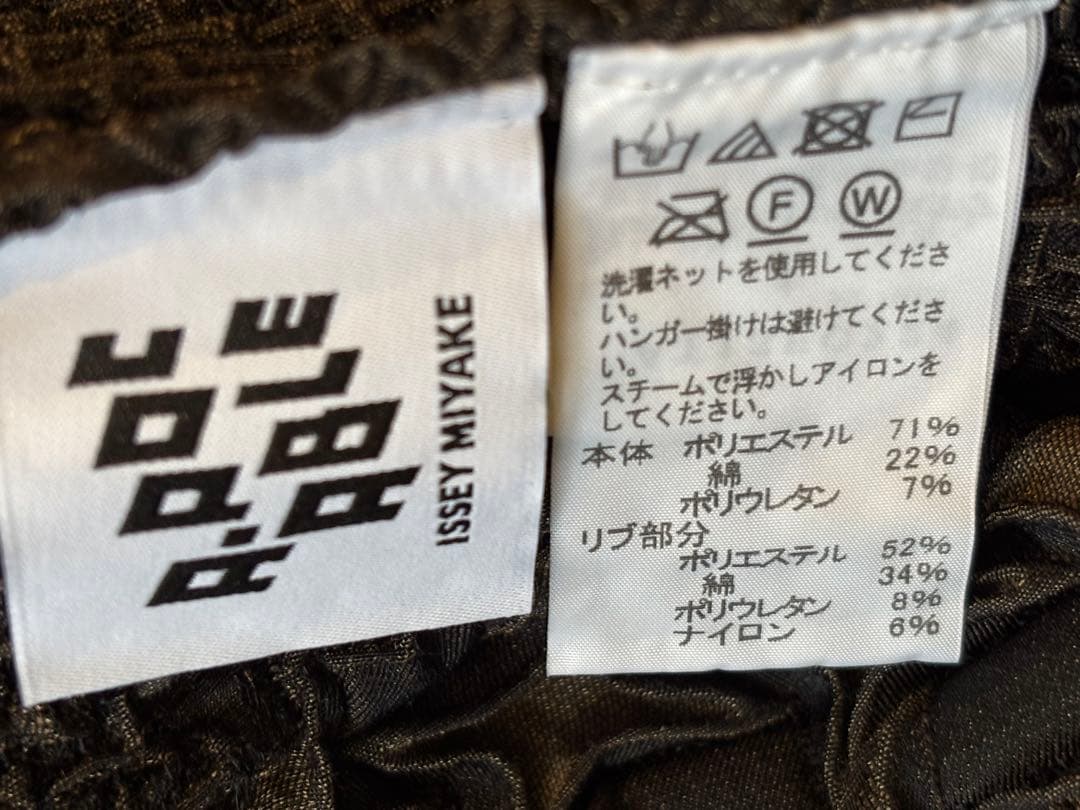 A-POC
ABLE
ISSEY MIYAKE
F W
洗濯ネットを使用してくださ
い。
ハンガー掛けは避けてくださ
い。
スチームで浮かしアイロンを
してください。
本体 ポリエステル 71%
綿 22%
ポリウレタン 7%
リブ部分
ポリエステル 52%
綿 34%
ポリウレタン 8%
ナイロン 6%